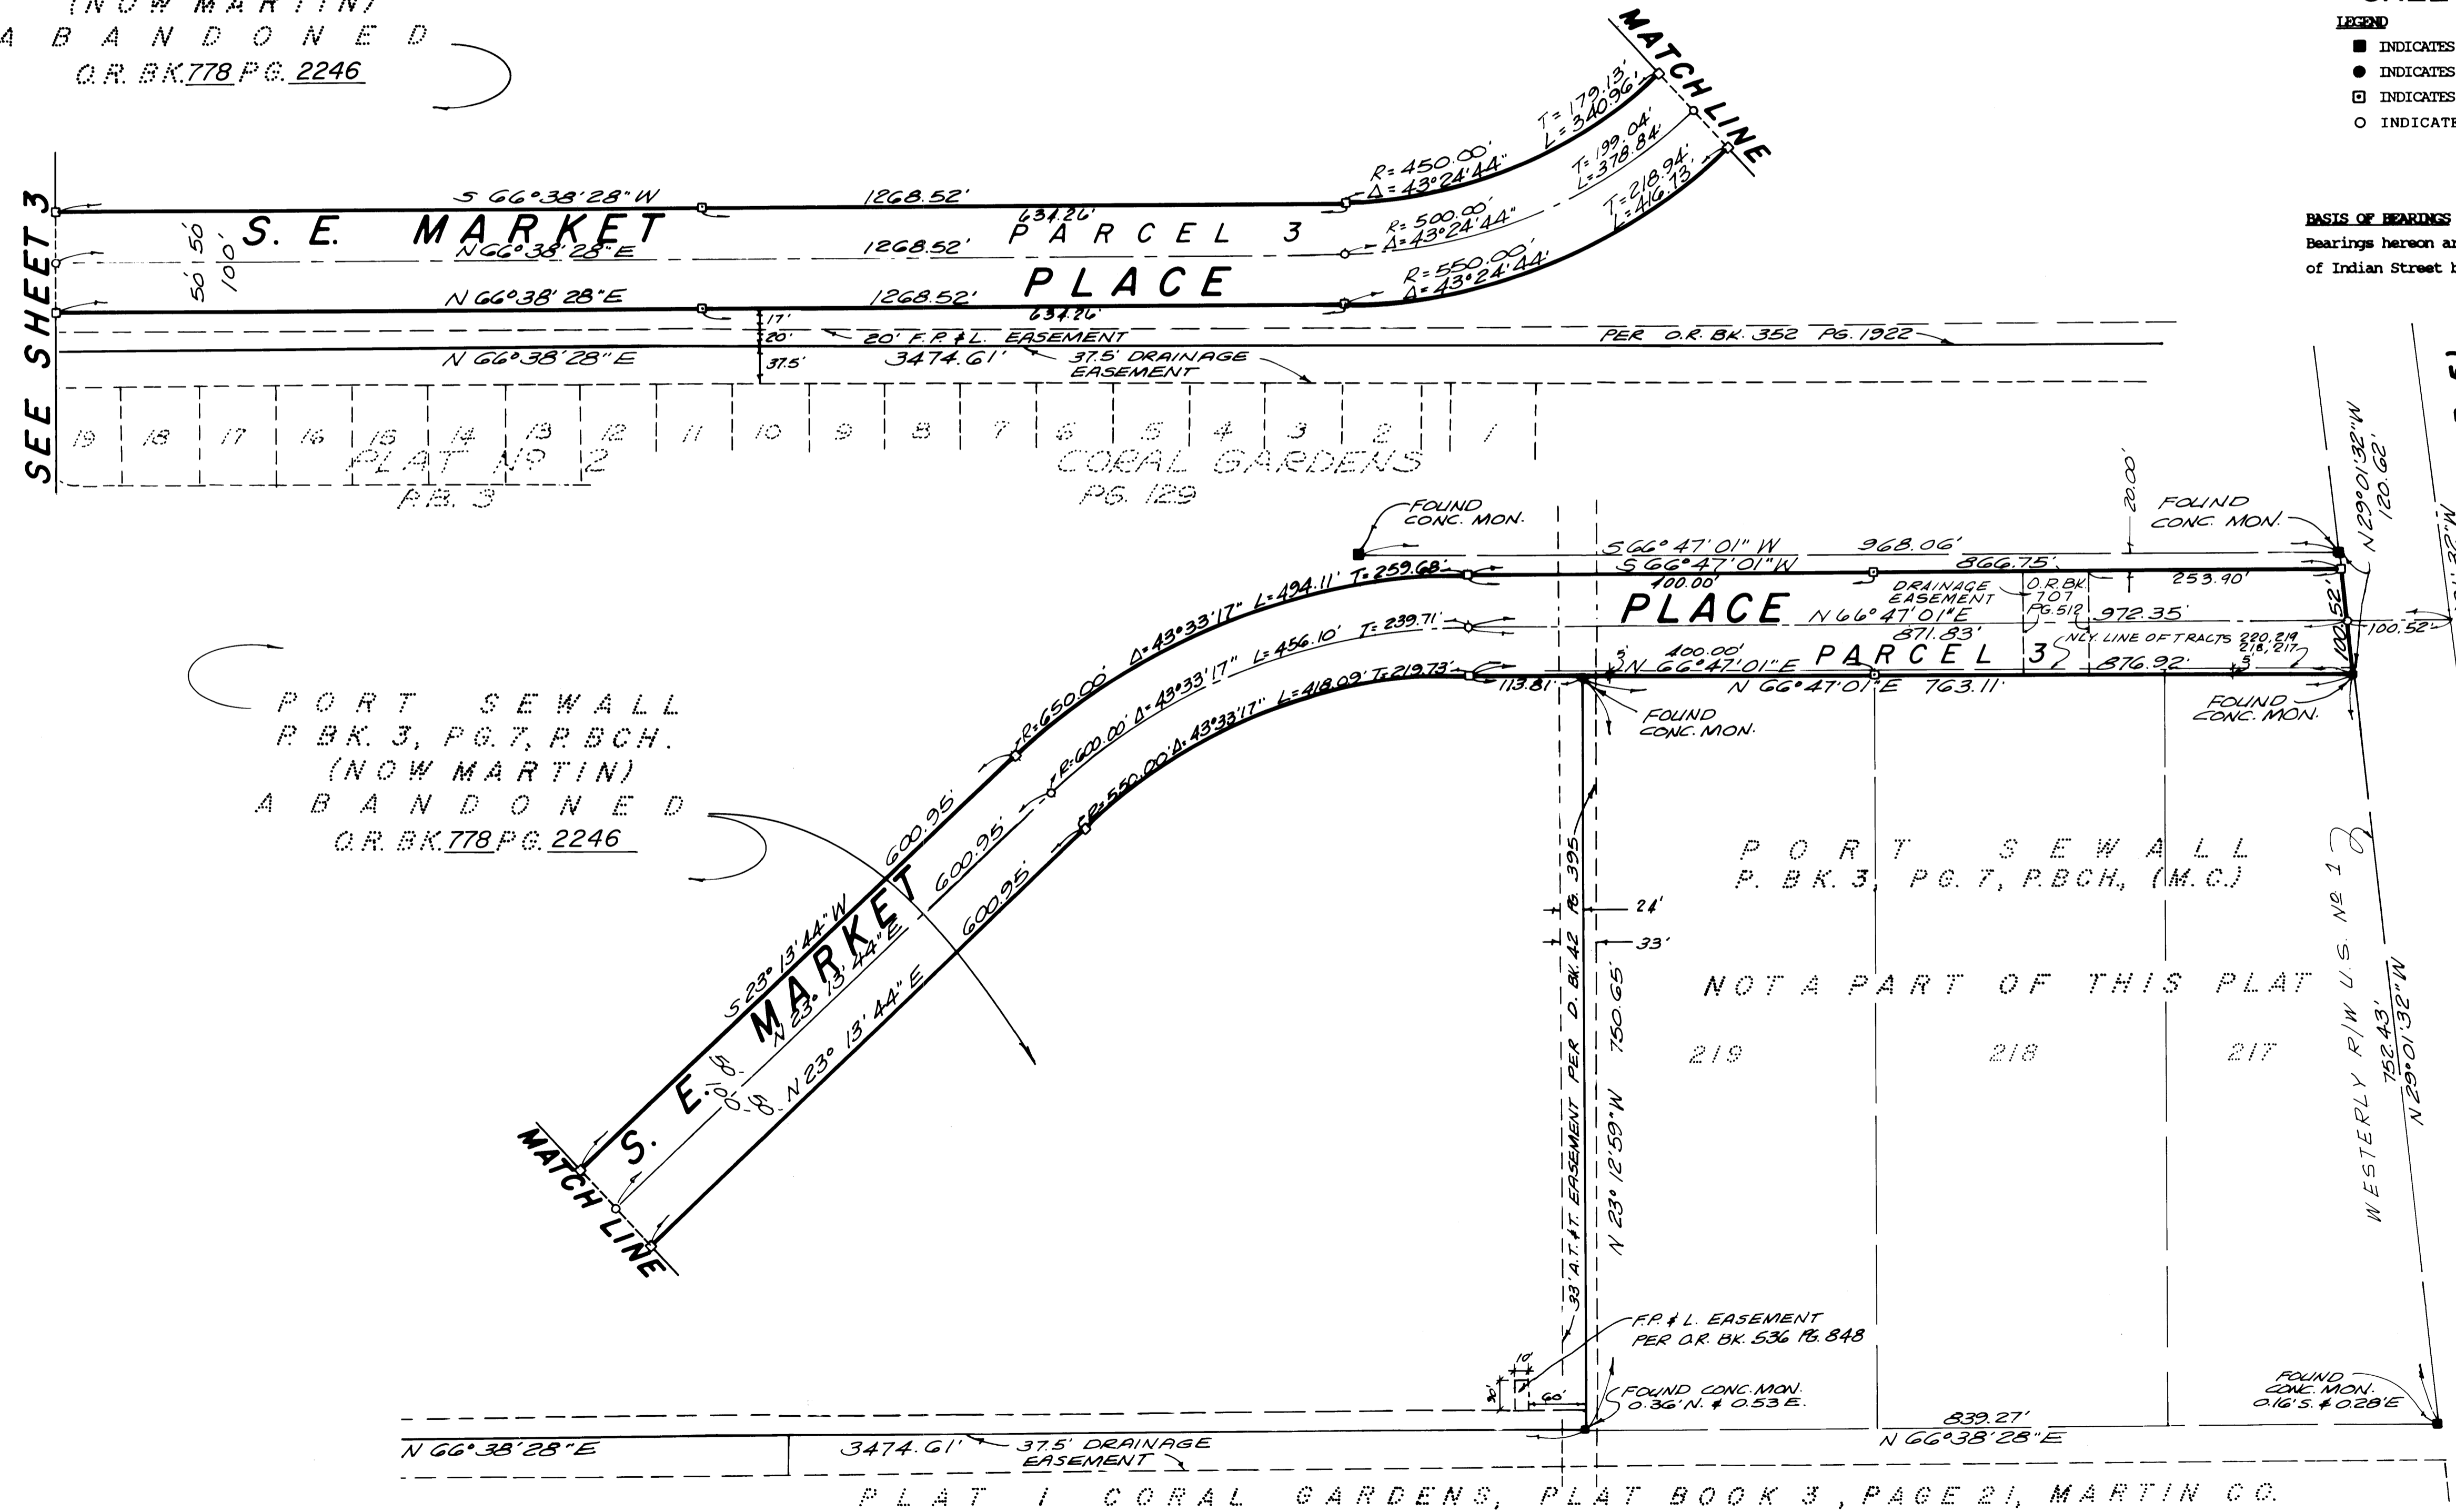 (NOW MARTIN)
ABANDONED
O.R. BK. 778 PG. 2246
MATCH LINE
LEGEND
■ INDICATES
● INDICATES
⊡ INDICATES
○ INDICATE
BASIS OF BEARINGS
Bearings hereon ar
of Indian Street b
SEE SHEET 3
S 66°38'28" W 1268.52'
634.26'
50' 50'
100'
S. E. MARKET
PARCEL 3
N 66°38'28" E 1268.52'
PLACE
N 66°38'28" E 1268.52'
634.26'
R = 450.00'
Δ = 43°24'44"
T = 179.13'
L = 340.96'
R = 500.00'
Δ = 43°24'44"
T = 199.04'
L = 378.84'
R = 550.00'
Δ = 43°24'44"
T = 218.94'
L = 416.73'
17'
20'
37.5'
20' F.P. & L. EASEMENT
PER O.R. BK. 352 PG. 1922
N 66°38'28" E 3474.61'
37.5' DRAINAGE
EASEMENT
19 18 17 16 15 14 13 12 11 10 9 8 7 6 5 4 3 2 1
PLAT Nº 2 CORAL GARDENS
P.B. 3 PG. 129
FOUND
CONC. MON.
20.00'
FOUND
CONC. MON.
N 29°01'32" W
120.62'
S 66°47'01" W 968.06'
S 66°47'01" W 866.75'
400.00'
253.90'
DRAINAGE
EASEMENT
O.R. BK.
707
PG. 512
PLACE
N 66°47'01" E 972.35'
871.83'
100.52'
100.52'
NLY. LINE OF TRACTS 220, 219
218, 217
5'
400.00'
N 66°47'01" E
PARCEL 3
876.92'
5'
113.81'
N 66°47'01" E 763.11'
FOUND
CONC. MON.
FOUND
CONC. MON.
R = 650.00' Δ = 43°33'17" L = 494.11' T = 259.68'
R = 600.00' Δ = 43°33'17" L = 456.10' T = 239.71'
R = 550.00' Δ = 43°33'17" L = 418.09' T = 219.73'
PORT SEWALL
P. BK. 3, PG. 7, P. BCH.
(NOW MARTIN)
ABANDONED
O.R. BK. 778 PG. 2246
600.95'
600.95'
600.95'
S 23°13'44" W
S. E. MARKET
N 23°13'44" E
N 23°13'44" E
50'
100'
50'
MATCH LINE
33' A.T. & T. EASEMENT PER D. BK. 42 PG. 395
24'
33'
N 23°12'59" W 750.65'
PORT SEWALL
P. BK. 3, PG. 7, P. BCH., (M.C.)
NOT A PART OF THIS PLAT
219 218 217
WESTERLY R/W U.S. Nº 1
752.43'
N 29°01'32" W
F.P. & L. EASEMENT
PER O.R. BK. 536 PG. 848
10'
60'
FOUND CONC. MON.
0.36' N. & 0.53 E.
FOUND
CONC. MON.
0.16' S. & 0.28' E
839.27'
N 66°38'28" E
N 66°38'28" E 3474.61'
37.5' DRAINAGE
EASEMENT
PLAT 1 CORAL GARDENS, PLAT BOOK 3, PAGE 21, MARTIN CO.